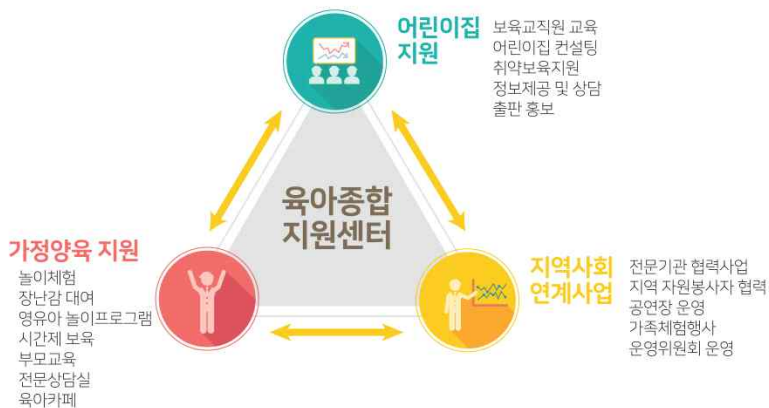 어린이집
지원
보육교직원 교육
어린이집 컨설팅
취약보육지원
정보제공 및 상담
출판 홍보
육아종합
지원센터
가정양육 지원
놀이체험
장난감 대여
영유아 놀이프로그램
시간제 보육
부모교육
전문상담실
육아카페
지역사회
연계사업
전문기관 협력사업
지역 자원봉사자 협력
공연장 운영
가족체험행사
운영위원회 운영